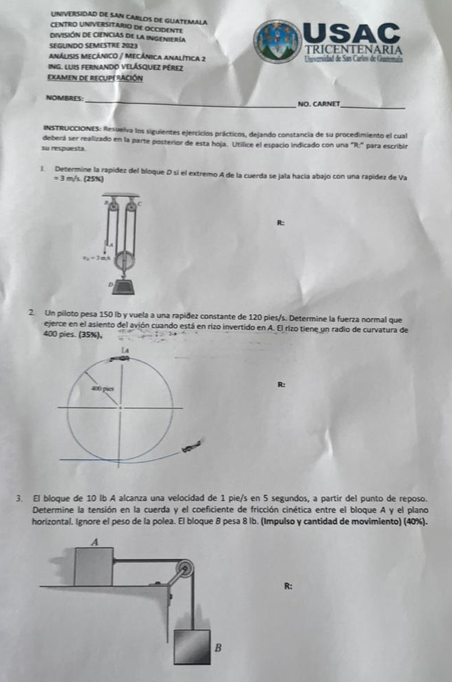 UNIVERSIDAD DE SAN CARLOS DE GUATEMALA
CENTRO UNIVERSITARIO DE OCCIDENTE
DIVISIÓN DE CIENCIAS DE LA INGENIERÍA
SEGUNDO SEMESTRE 2023
ANÁLISIS MECÁNICO / MECÁNICA ANALÍTICA 2
ING. LUIS FERNANDO VELÁSQUEZ PÉREZ
EXAMEN DE RECUPERACIÓN
USAC
TRICENTENARIA
Universidad de San Carlos de Guatemala
NOMBRES: NO. CARNET
INSTRUCCIONES: Resuelva los siguientes ejercicios prácticos, dejando constancia de su procedimiento el cual
deberá ser realizado en la parte posterior de esta hoja. Utilice el espacio indicado con una "R:" para escribir
su respuesta.
1. Determine la rapidez del bloque D si el extremo A de la cuerda se jala hacia abajo con una rapidez de Va
= 3 m/s. (25%)
C
A
D
R:
2. Un piloto pesa 150 lb y vuela a una rapidez constante de 120 pies/s. Determine la fuerza normal que
ejerce en el asiento del avión cuando está en rizo invertido en A. El rizo tiene un radio de curvatura de
400 pies. (35%).
A
400 pies
R:
3. El bloque de 10 lb A alcanza una velocidad de 1 pie/s en 5 segundos, a partir del punto de reposo.
Determine la tensión en la cuerda y el coeficiente de fricción cinética entre el bloque A y el plano
horizontal. Ignore el peso de la polea. El bloque B pesa 8 lb. (Impulso y cantidad de movimiento) (40%).
A
R:
B